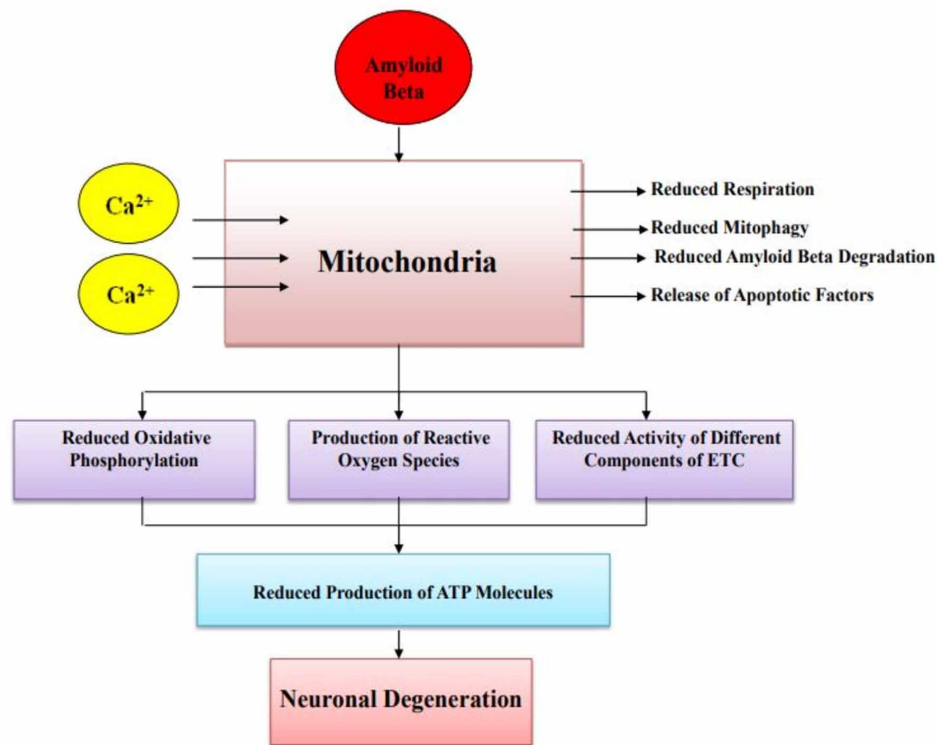 Amyloid
Beta
Ca²⁺
Ca²⁺
Mitochondria
Reduced Respiration
Reduced Mitophagy
Reduced Amyloid Beta Degradation
Release of Apoptotic Factors
Reduced Oxidative
Phosphorylation
Production of Reactive
Oxygen Species
Reduced Activity of Different
Components of ETC
Reduced Production of ATP Molecules
Neuronal Degeneration